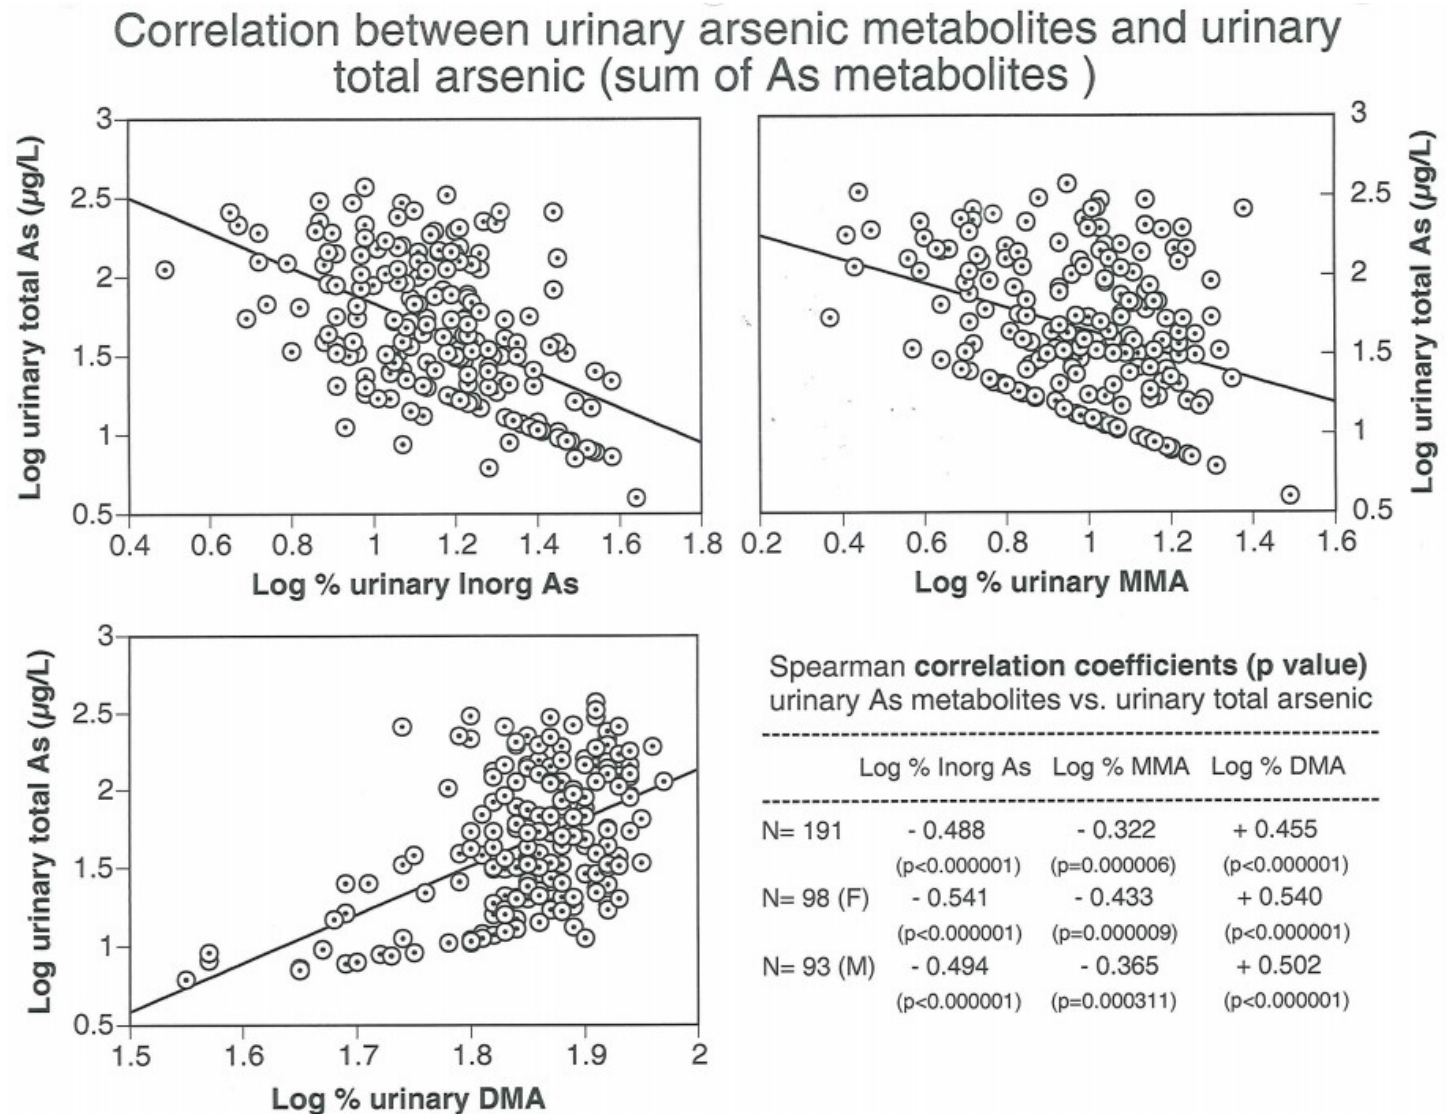 Correlation between urinary arsenic metabolites and urinary
total arsenic (sum of As metabolites )
Log urinary total As (µg/L)
3
2.5
2
1.5
1
0.5
0.4 0.6 0.8 1 1.2 1.4 1.6 1.8
Log % urinary Inorg As
3
2.5
2
1.5
1
0.5
Log urinary total As (µg/L)
0.2 0.4 0.6 0.8 1 1.2 1.4 1.6
Log % urinary MMA
Log urinary total As (µg/L)
3
2.5
2
1.5
1
0.5
1.5 1.6 1.7 1.8 1.9 2
Log % urinary DMA
Spearman correlation coefficients (p value)
urinary As metabolites vs. urinary total arsenic
Log % Inorg As Log % MMA Log % DMA
N= 191 - 0.488 - 0.322 + 0.455
(p<0.000001) (p=0.000006) (p<0.000001)
N= 98 (F) - 0.541 - 0.433 + 0.540
(p<0.000001) (p=0.000009) (p<0.000001)
N= 93 (M) - 0.494 - 0.365 + 0.502
(p<0.000001) (p=0.000311) (p<0.000001)